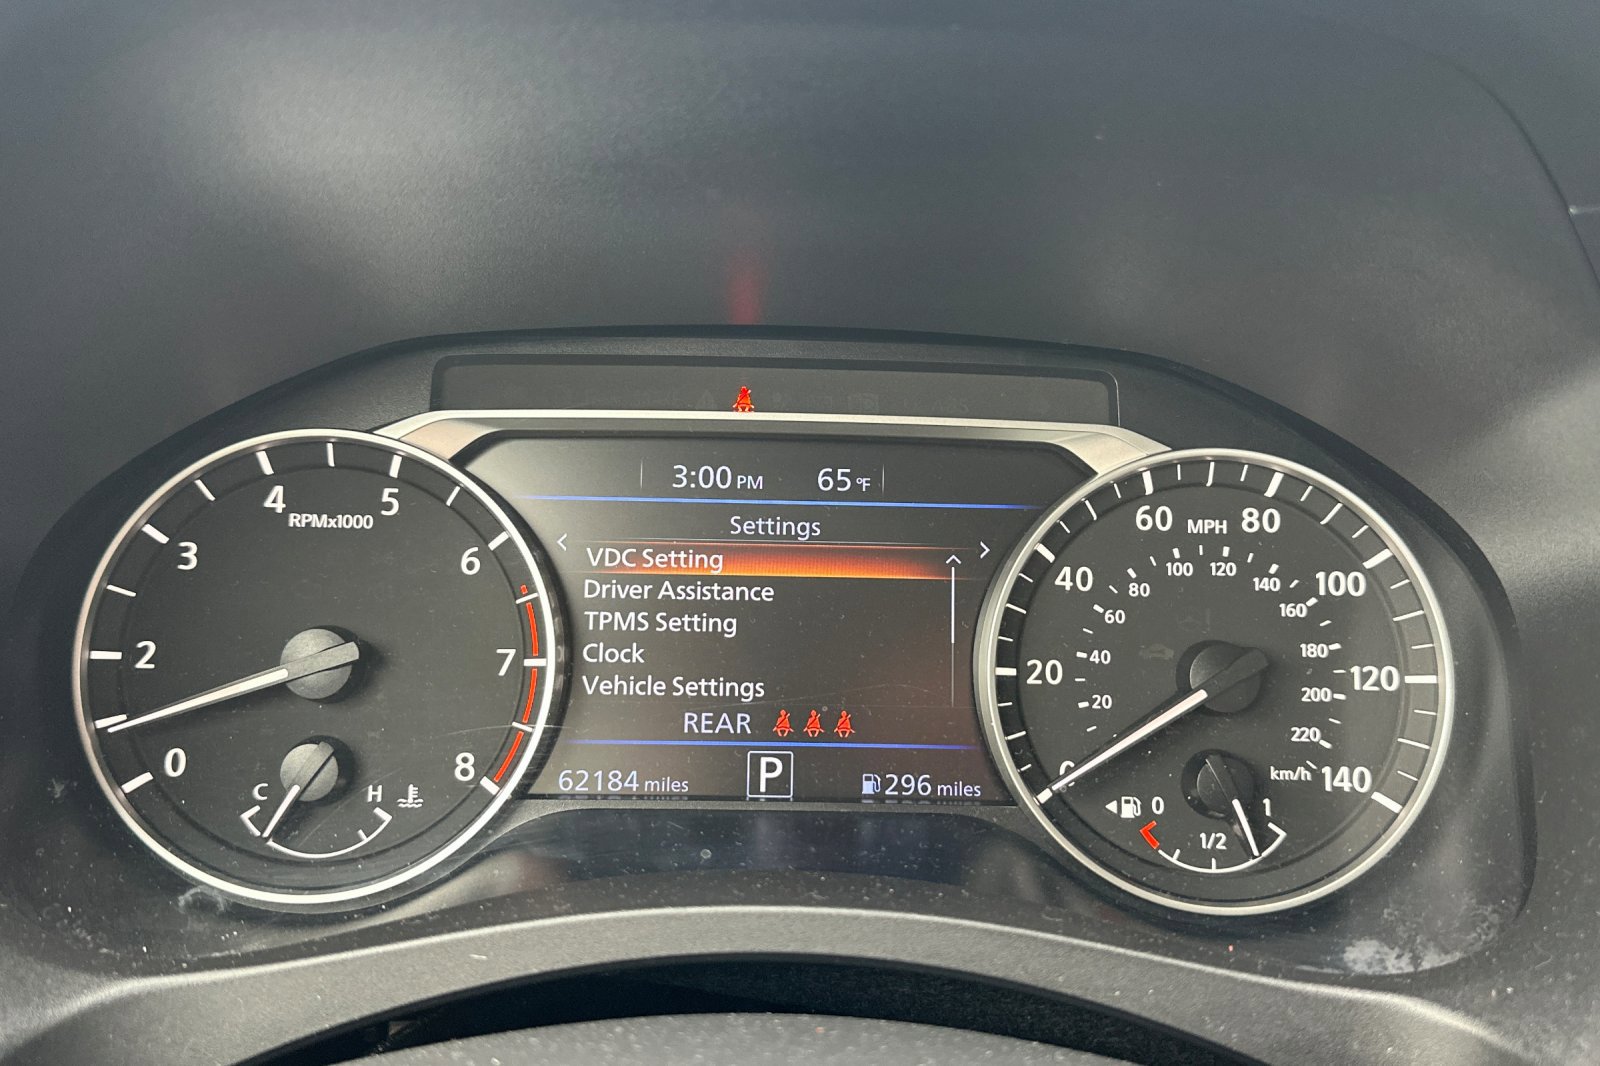 3:00 PM 65 °F
Settings
VDC Setting
Driver Assistance
TPMS Setting
Clock
Vehicle Settings
REAR
62184 miles P 296 miles
0 2 3 4 5 6 7 8
RPMx1000
C H
0 20 40 60 80 100 120 140
MPH
20 40 60 80 100 120 140 160 180 200 220
km/h
0 1/2 1